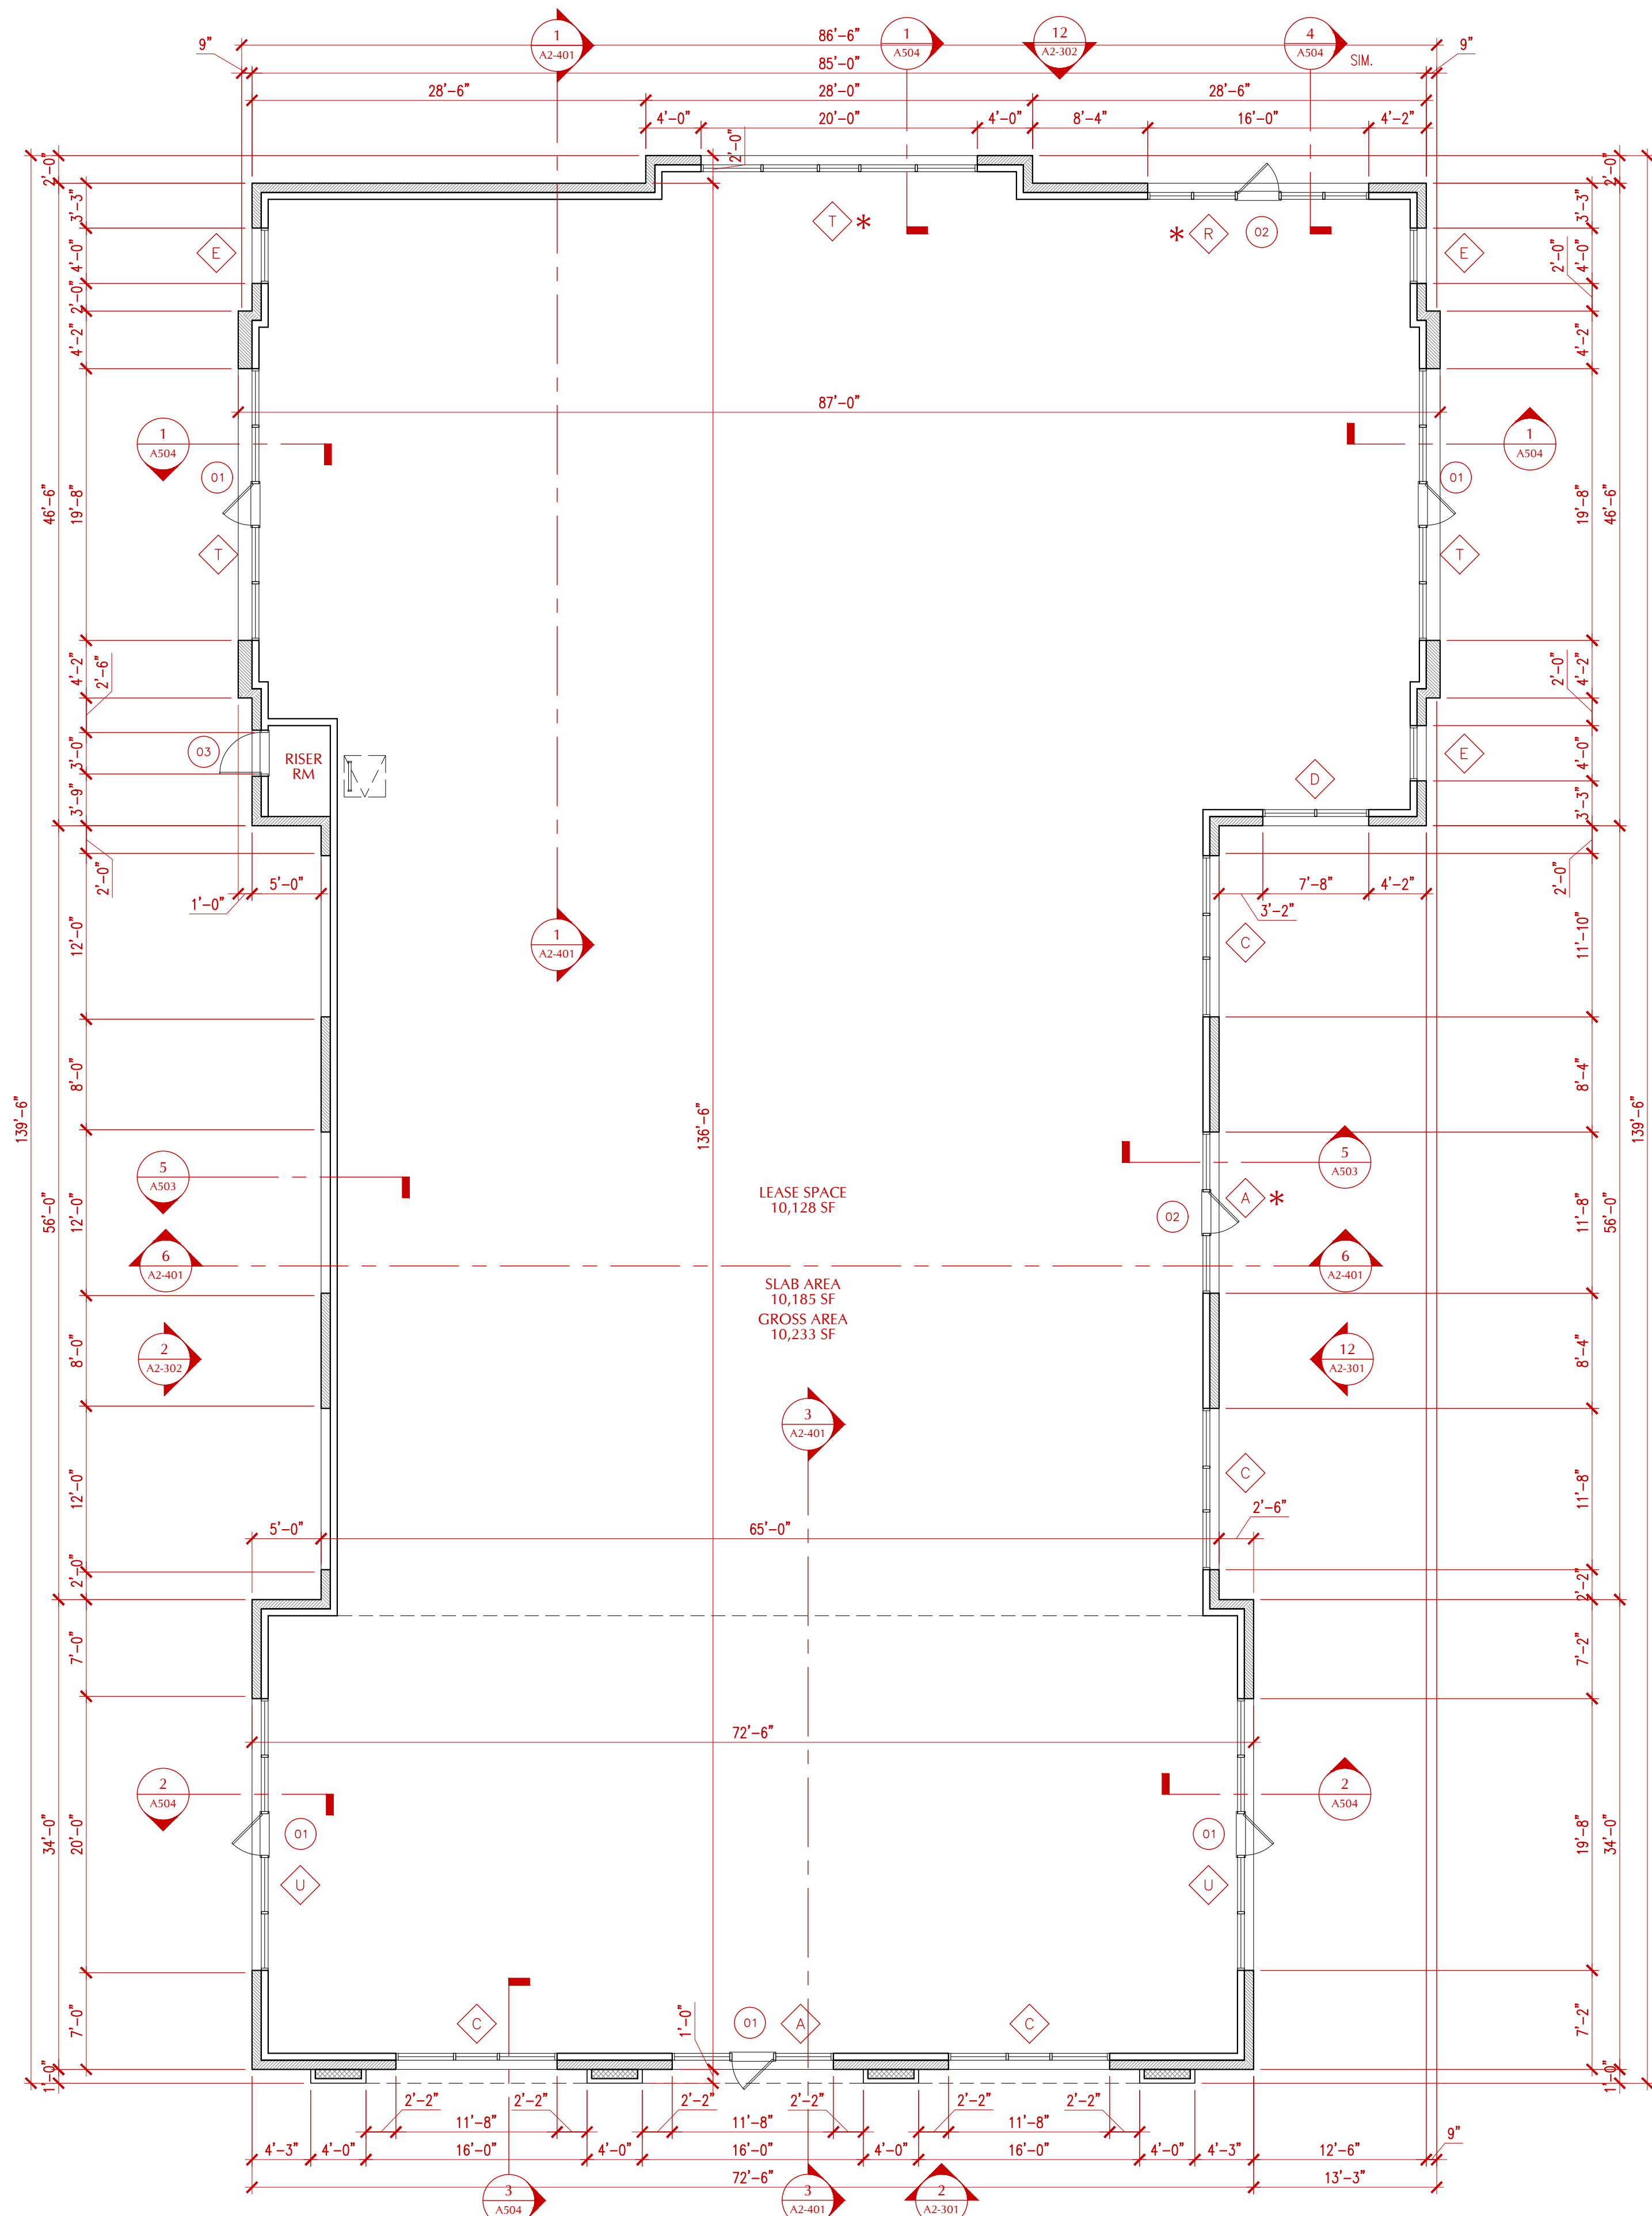 86'-6"
9"
9"
85'-0"
SIM.
28'-6"
28'-0"
28'-6"
4'-0"
20'-0"
4'-0"
8'-4"
16'-0"
4'-2"
1
A2-401
1
A504
12
A2-302
4
A504
2'-0"
2'-0"
2'-0"
3'-3"
3'-3"
T *
* R
02
E
E
4'-0"
2'-0"
4'-0"
2'-0"
4'-2"
4'-2"
87'-0"
1
A504
1
A504
01
01
46'-6"
19'-8"
19'-8"
46'-6"
T
T
4'-2"
2'-6"
2'-0"
4'-2"
03
RISER
RM
3'-0"
E
4'-0"
D
3'-9"
3'-3"
2'-0"
2'-0"
1'-0"
5'-0"
7'-8"
4'-2"
3'-2"
1
A2-401
C
12'-0"
11'-10"
8'-0"
8'-4"
139'-6"
136'-6"
139'-6"
5
A503
5
A503
LEASE SPACE
10,128 SF
A *
02
56'-0"
12'-0"
11'-8"
56'-0"
6
A2-401
6
A2-401
SLAB AREA
10,185 SF
GROSS AREA
10,233 SF
2
A2-302
12
A2-301
8'-0"
8'-4"
3
A2-401
C
12'-0"
11'-8"
5'-0"
65'-0"
2'-6"
2'-0"
2'-2"
7'-0"
7'-2"
72'-6"
2
A504
2
A504
01
01
34'-0"
20'-0"
19'-8"
34'-0"
U
U
C
01
A
C
7'-0"
1'-0"
7'-2"
1'-0"
1'-0"
2'-2"
2'-2"
2'-2"
2'-2"
2'-2"
2'-2"
11'-8"
11'-8"
11'-8"
4'-3"
4'-0"
16'-0"
4'-0"
16'-0"
4'-0"
16'-0"
4'-0"
4'-3"
12'-6"
9"
72'-6"
13'-3"
3
A504
3
A2-401
2
A2-301